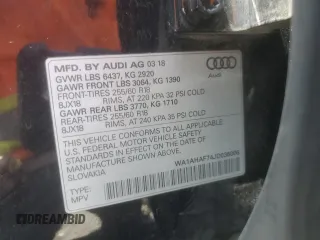 MFD. BY AUDI AG 03 18
GVWR LBS 6437, KG 2920
GAWR FRONT LBS 3064, KG 1390
FRONT-TIRES 255/60 R18
8JX18 RIMS, AT 220 KPA 32 PSI COLD
GAWR REAR LBS 3770, KG 1710
REAR-TIRES 255/60 R18
8JX18 RIMS, AT 240 KPA 35 PSI COLD
Audi
THIS VEHICLE CONFORMS TO ALL APPLICABLE
U.S. FEDERAL MOTOR VEHICLE SAFETY
STANDARDS IN EFFECT ON THE DATE OF
MANUFACTURE SHOWN ABOVE.
SLOVAKIA
TYPE:
MPV
iDreambid